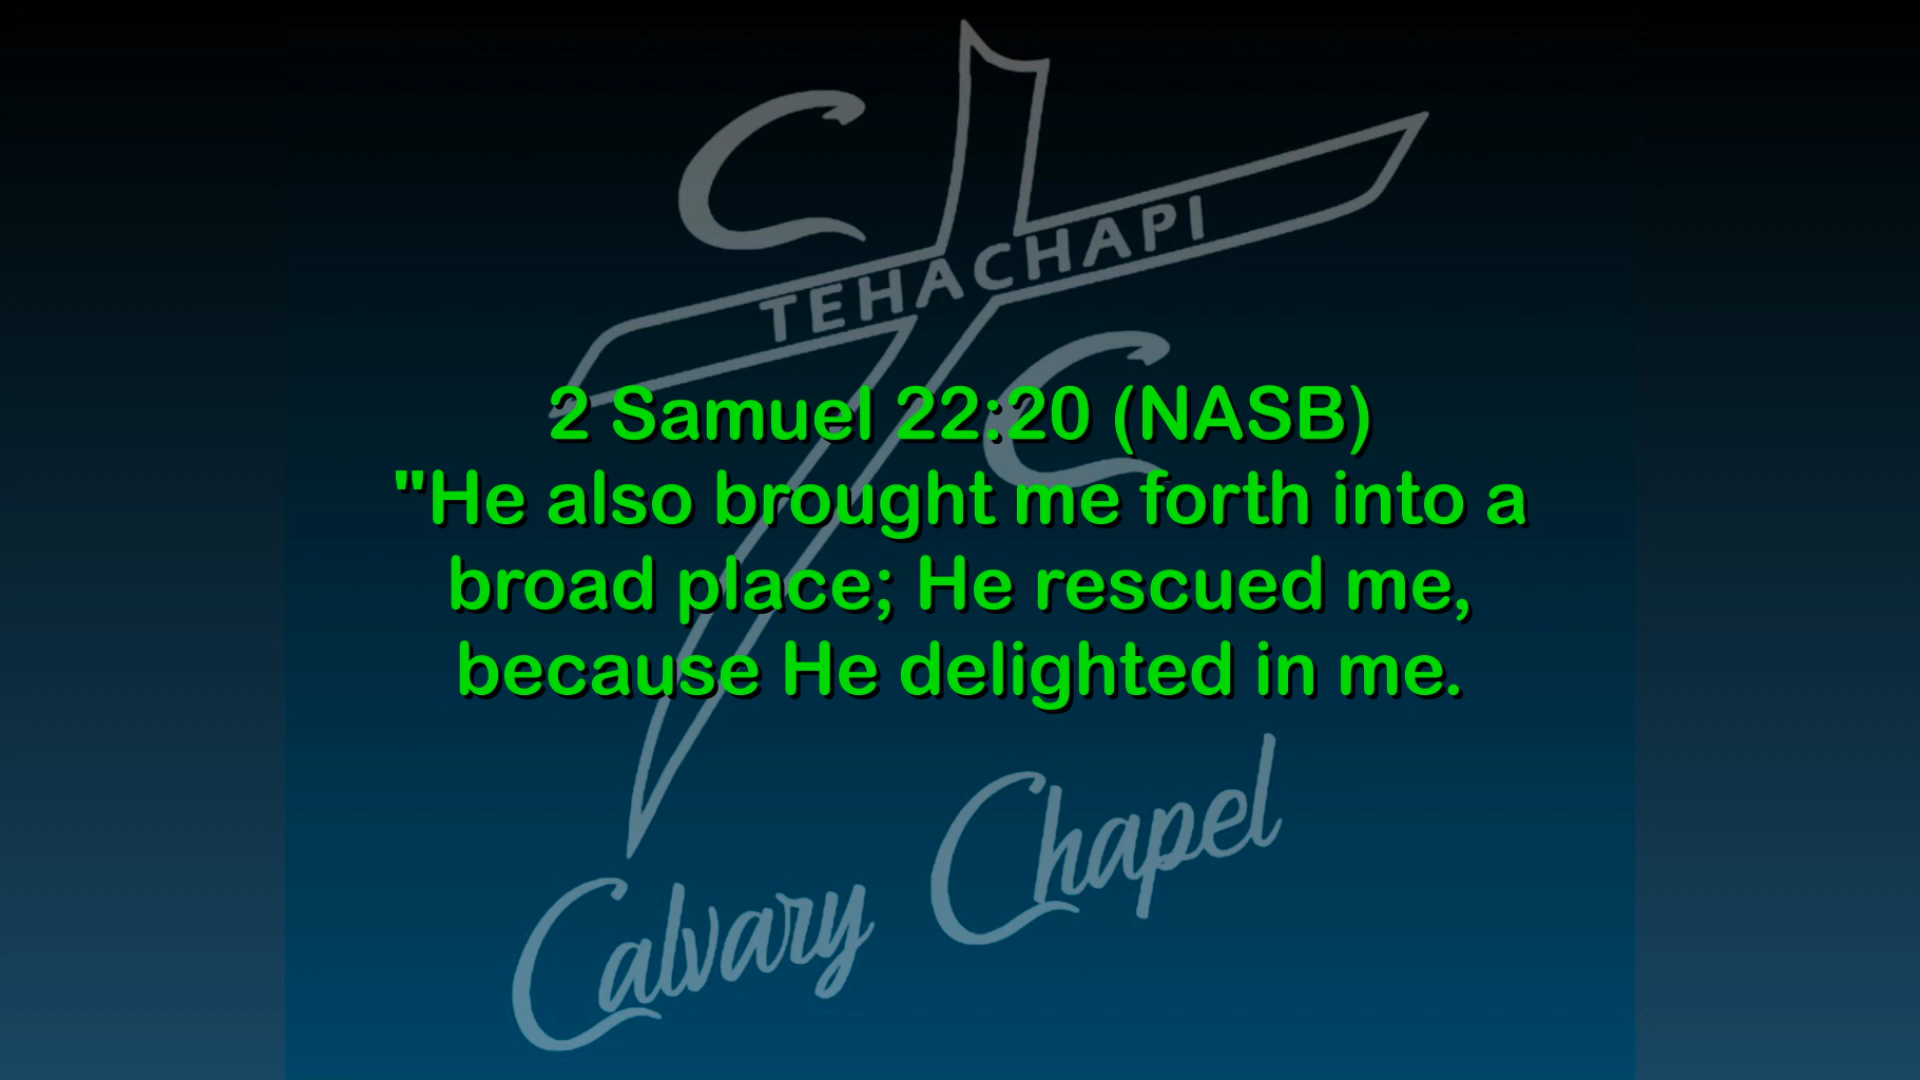 C
TEHACHAPI
C
2 Samuel 22:20 (NASB)
"He also brought me forth into a
broad place; He rescued me,
because He delighted in me.
Calvary Chapel